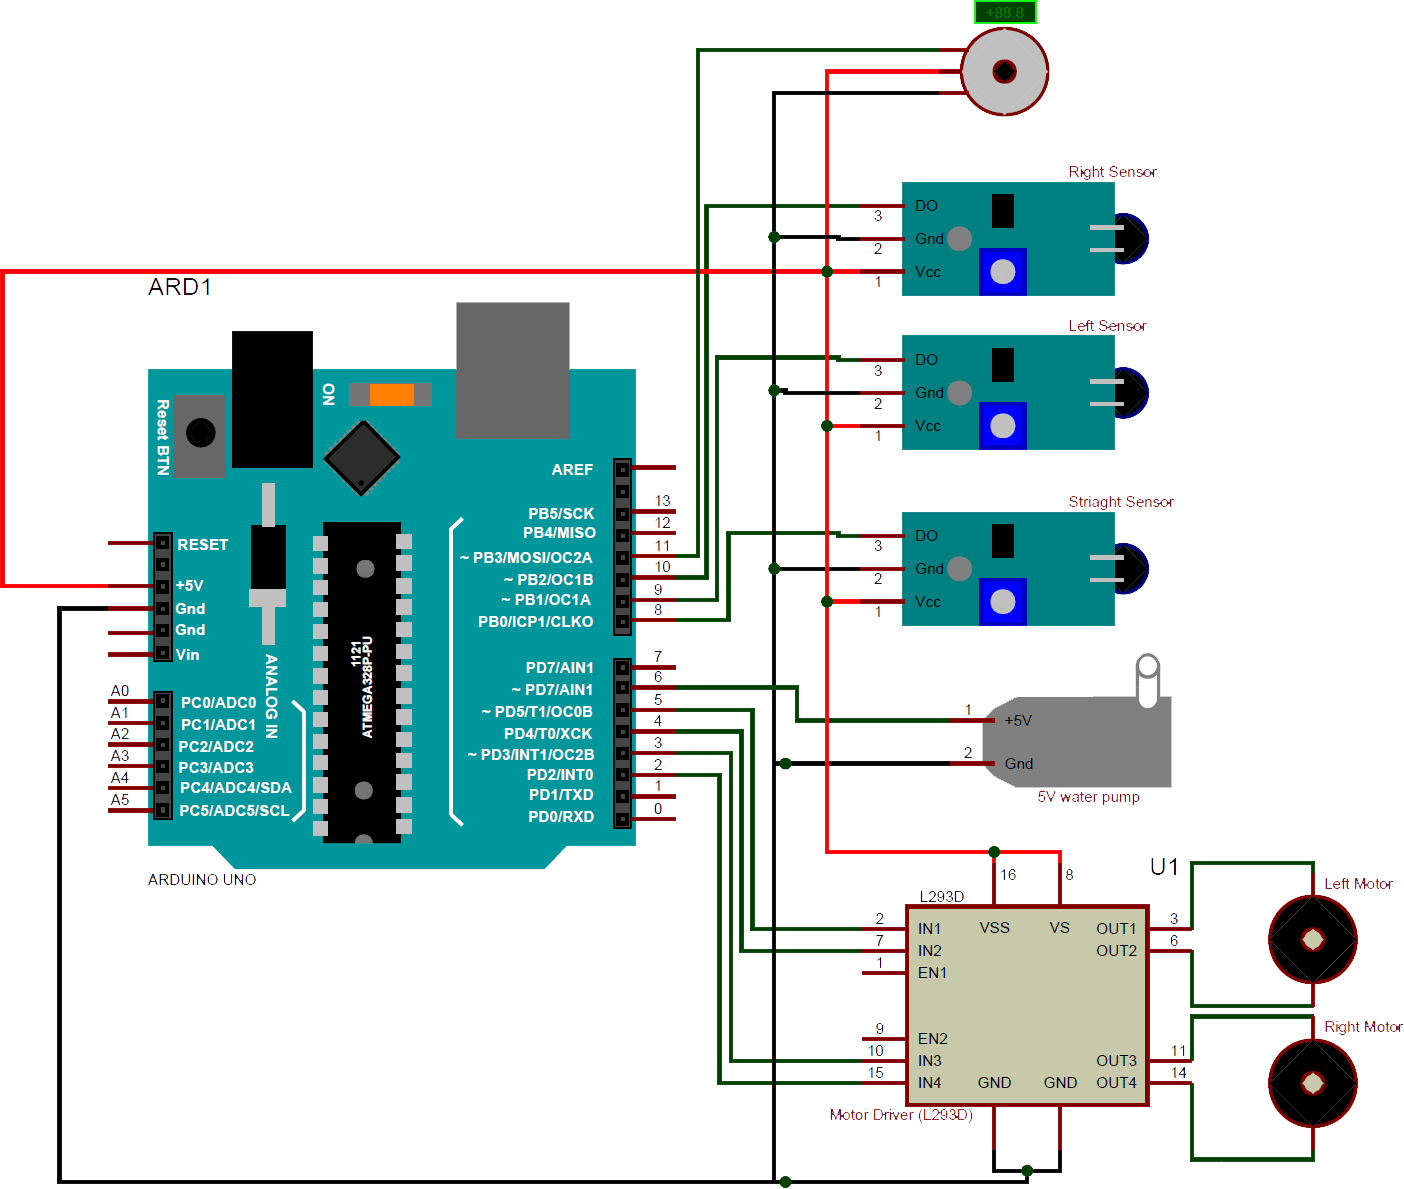 +88.8
Right Sensor
DO
3
Gnd
2
Vcc
1
Left Sensor
DO
3
Gnd
2
Vcc
1
Striaght Sensor
DO
3
Gnd
2
Vcc
1
ARD1
ON
Reset BTN
AREF
PB5/SCK 13
PB4/MISO 12
~ PB3/MOSI/OC2A 11
~ PB2/OC1B 10
~ PB1/OC1A 9
PB0/ICP1/CLKO 8
PD7/AIN1 7
~ PD7/AIN1 6
~ PD5/T1/OC0B 5
PD4/T0/XCK 4
~ PD3/INT1/OC2B 3
PD2/INT0 2
PD1/TXD 1
PD0/RXD 0
RESET
+5V
Gnd
Gnd
Vin
A0 PC0/ADC0
A1 PC1/ADC1
A2 PC2/ADC2
A3 PC3/ADC3
A4 PC4/ADC4/SDA
A5 PC5/ADC5/SCL
ANALOG IN
1121
ATMEGA328P-PU
ARDUINO UNO
1 +5V
2 Gnd
5V water pump
U1
L293D
16 8
VSS VS
2 IN1
7 IN2
1 EN1
9 EN2
10 IN3
15 IN4
OUT1 3
OUT2 6
OUT3 11
OUT4 14
GND GND
Motor Driver (L293D)
Left Motor
Right Motor